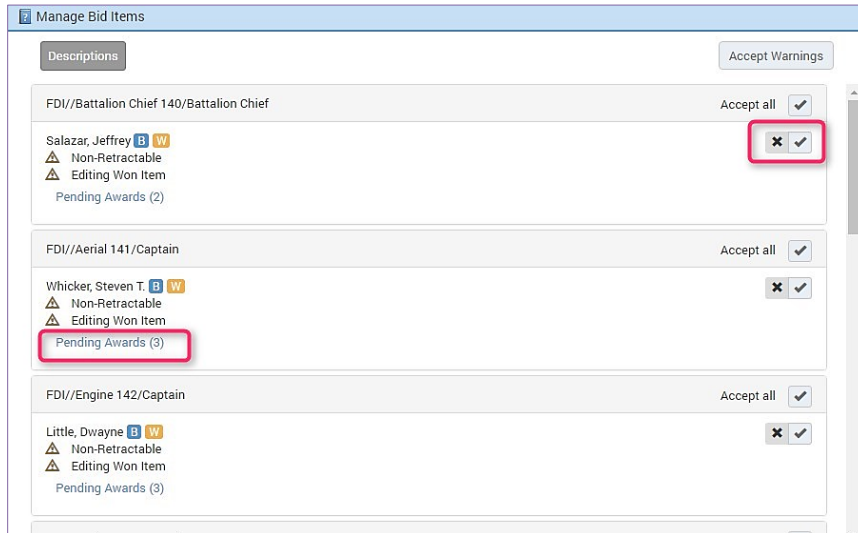 Manage Bid Items
Descriptions
Accept Warnings
FDI//Battalion Chief 140/Battalion Chief
Accept all
Salazar, Jeffrey B W
Non-Retractable
Editing Won Item
Pending Awards (2)
FDI//Aerial 141/Captain
Accept all
Whicker, Steven T. B W
Non-Retractable
Editing Won Item
Pending Awards (3)
FDI//Engine 142/Captain
Accept all
Little, Dwayne B W
Non-Retractable
Editing Won Item
Pending Awards (3)